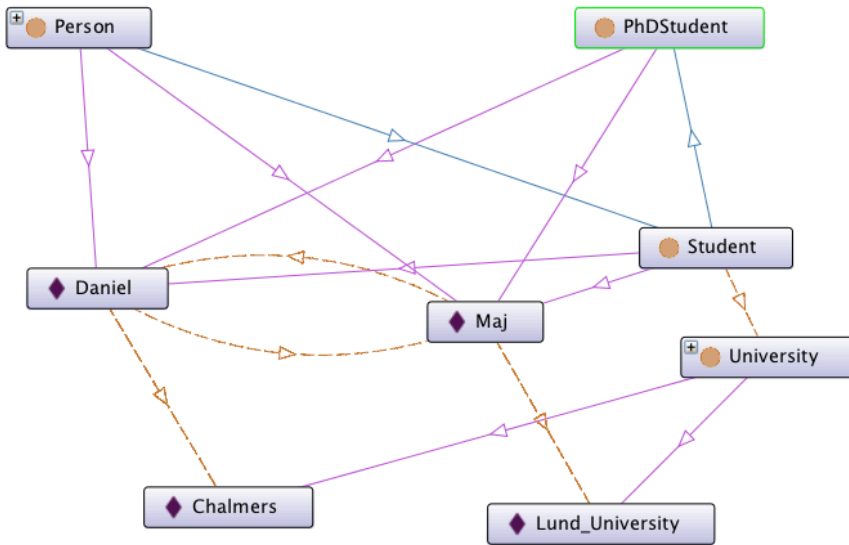 Person
PhDStudent
Student
Daniel
Maj
University
Chalmers
Lund_University